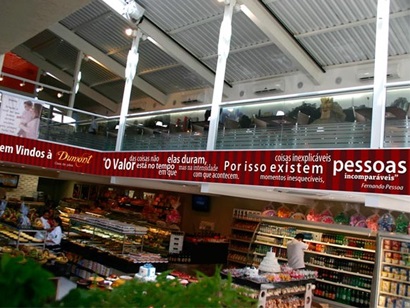 em Vindos à Dumont
"O Valor das coisas não está no tempo em que elas duram, mas na intensidade com que acontecem. Por isso existem coisas inexplicáveis momentos inesquecíveis, pessoas incomparáveis"
Fernando Pessoa